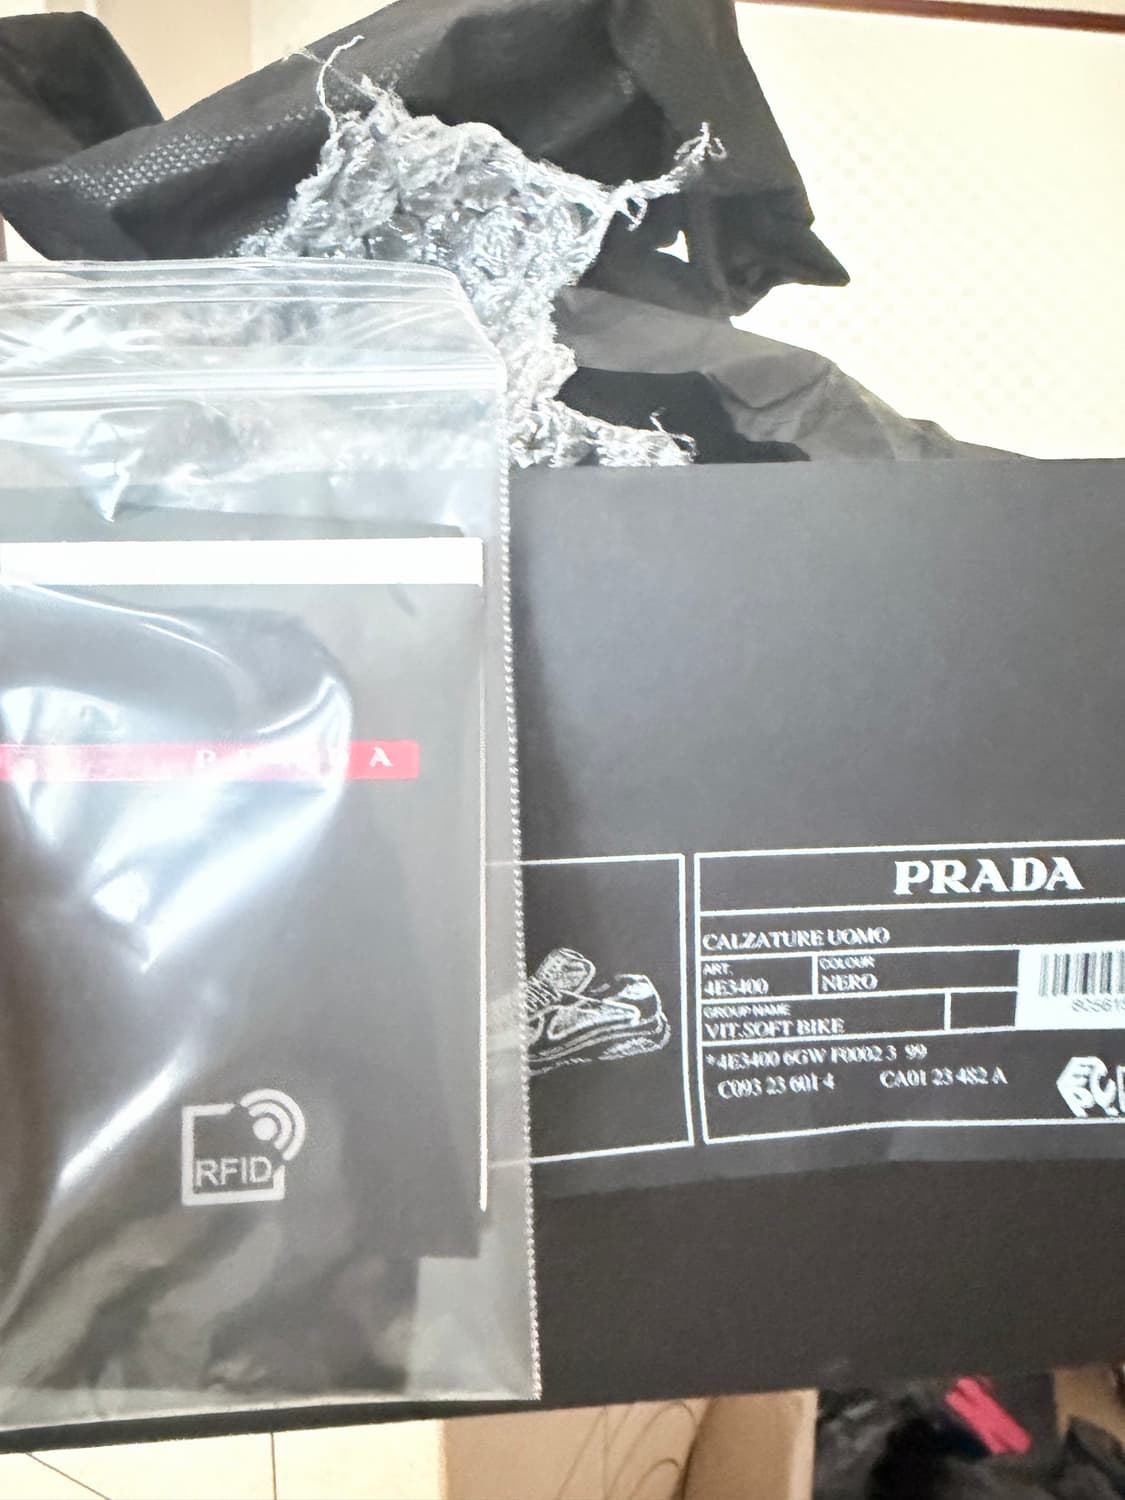 PRADA
RFID
PRADA
CALZATURE UOMO
ART.
4E3400
COLOUR
NERO
GROUP NAME
VIT.SOFT BIKE
*4E3400 6GW F0002 3 99
C093 23 601 4 CA01 23 482 A